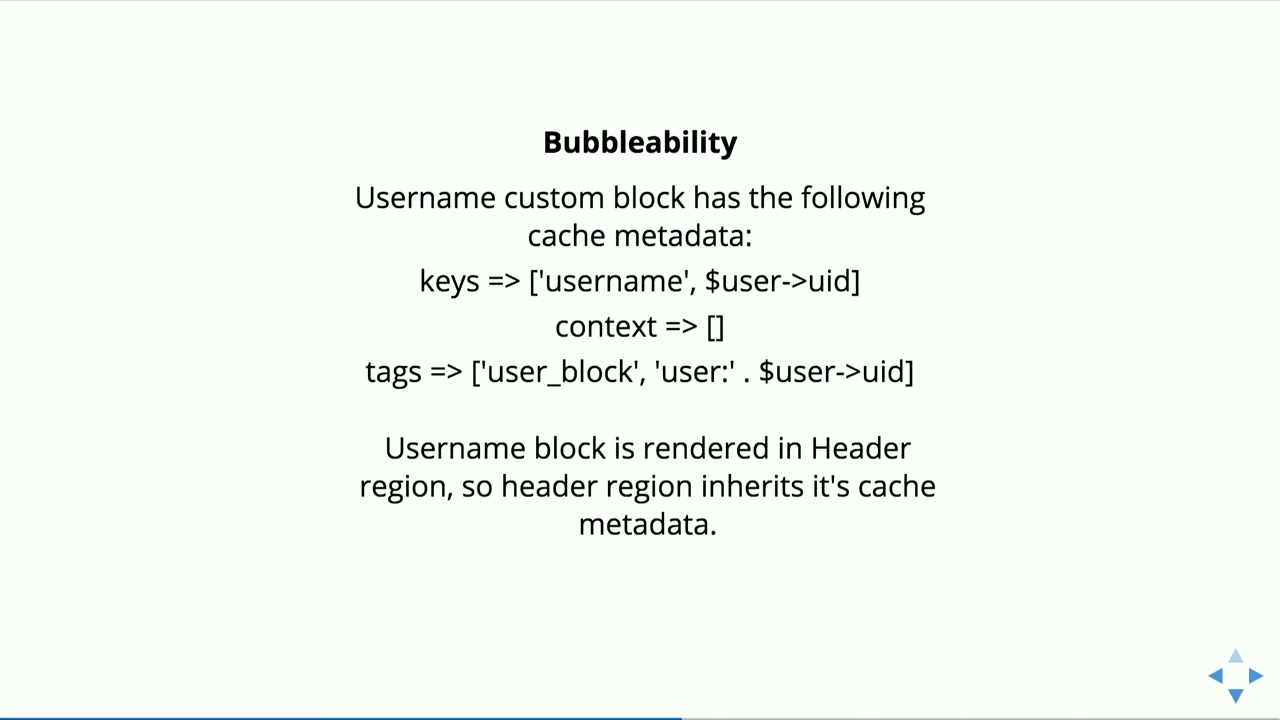 Bubbleability
Username custom block has the following
cache metadata:
keys => ['username', $user->uid]
context => []
tags => ['user_block', 'user:' . $user->uid]
Username block is rendered in Header
region, so header region inherits it's cache
metadata.